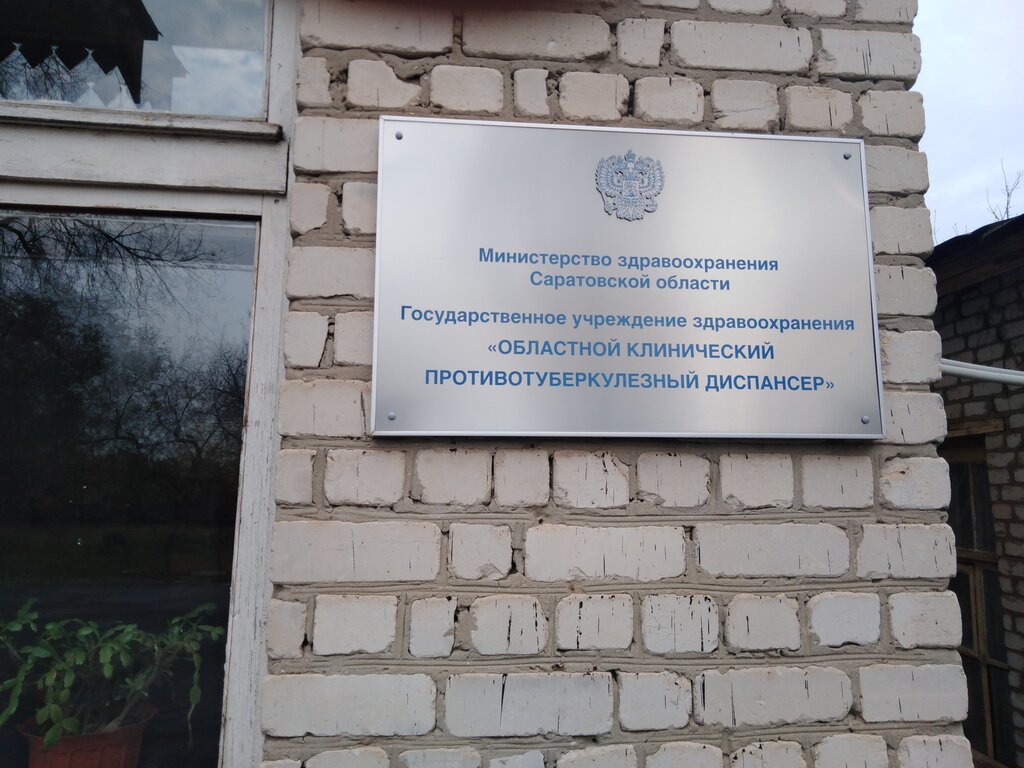 Министерство здравоохранения
Саратовской области
Государственное учреждение здравоохранения
«ОБЛАСТНОЙ КЛИНИЧЕСКИЙ
ПРОТИВОТУБЕРКУЛЕЗНЫЙ ДИСПАНСЕР»